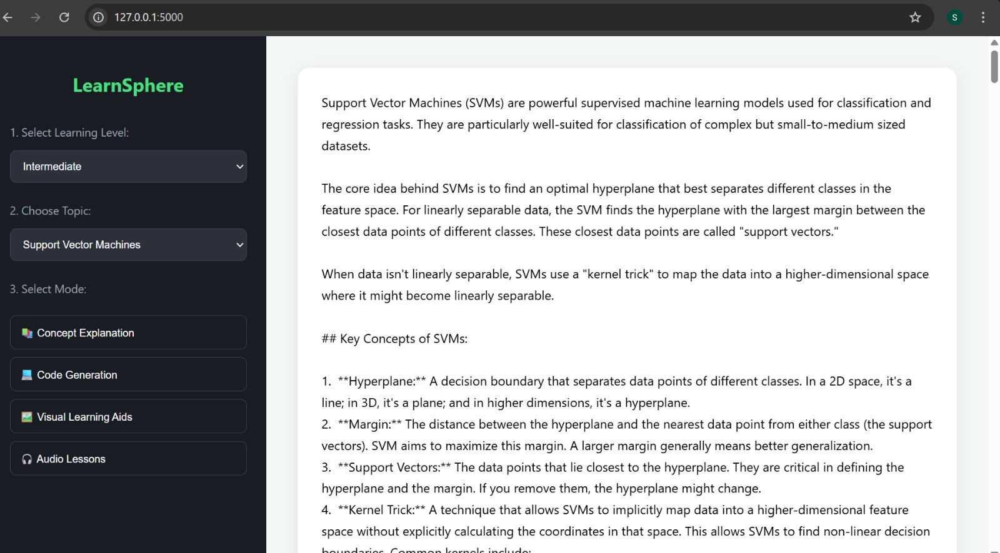 127.0.0.1:5000
S
LearnSphere
1. Select Learning Level:
Intermediate
2. Choose Topic:
Support Vector Machines
3. Select Mode:
Concept Explanation
Code Generation
Visual Learning Aids
Audio Lessons
Support Vector Machines (SVMs) are powerful supervised machine learning models used for classification and
regression tasks. They are particularly well-suited for classification of complex but small-to-medium sized
datasets.
The core idea behind SVMs is to find an optimal hyperplane that best separates different classes in the
feature space. For linearly separable data, the SVM finds the hyperplane with the largest margin between the
closest data points of different classes. These closest data points are called "support vectors."
When data isn't linearly separable, SVMs use a "kernel trick" to map the data into a higher-dimensional space
where it might become linearly separable.
## Key Concepts of SVMs:
1. **Hyperplane:** A decision boundary that separates data points of different classes. In a 2D space, it's a
line; in 3D, it's a plane; and in higher dimensions, it's a hyperplane.
2. **Margin:** The distance between the hyperplane and the nearest data point from either class (the support
vectors). SVM aims to maximize this margin. A larger margin generally means better generalization.
3. **Support Vectors:** The data points that lie closest to the hyperplane. They are critical in defining the
hyperplane and the margin. If you remove them, the hyperplane might change.
4. **Kernel Trick:** A technique that allows SVMs to implicitly map data into a higher-dimensional feature
space without explicitly calculating the coordinates in that space. This allows SVMs to find non-linear decision
boundaries. Common kernels include: